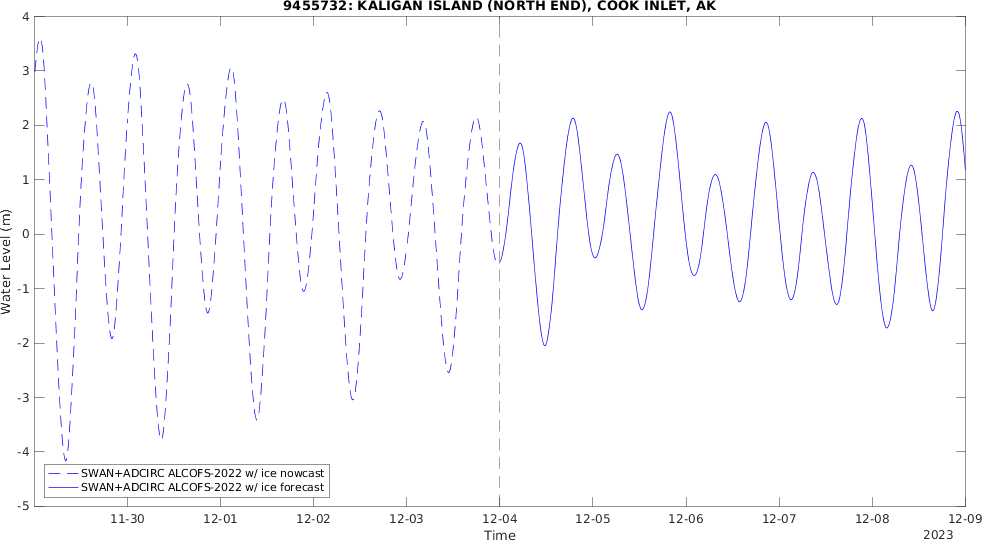 9455732: KALIGAN ISLAND (NORTH END), COOK INLET, AK
4
3
2
1
0
-1
-2
-3
-4
-5
Water Level (m)
SWAN+ADCIRC ALCOFS-2022 w/ ice nowcast
SWAN+ADCIRC ALCOFS-2022 w/ ice forecast
11-30 12-01 12-02 12-03 12-04 12-05 12-06 12-07 12-08 12-09
Time
2023